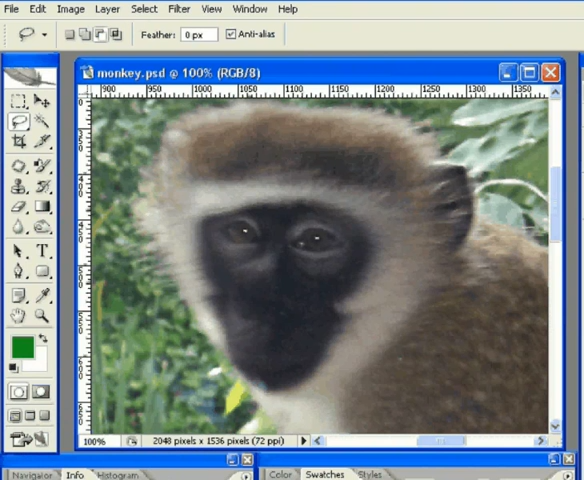 File Edit Image Layer Select Filter View Window Help
Feather: 0 px Anti-alias
monkey.psd @ 100% (RGB/8)
900 950 1000 1050 1100 1150 1200 1250 1300 1350
T
100% 2048 pixels x 1536 pixels (72 ppi)
Navigator Info Histogram Color Swatches Styles